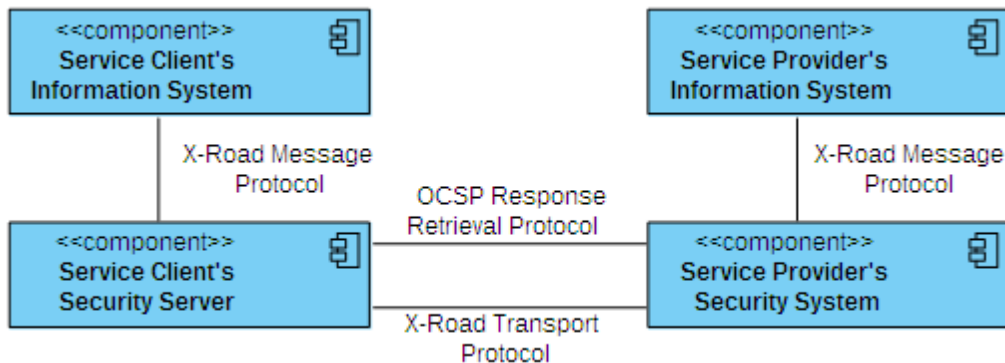 <<component>>
Service Client's
Information System
<<component>>
Service Provider's
Information System
X-Road Message
Protocol
X-Road Message
Protocol
OCSP Response
Retrieval Protocol
<<component>>
Service Client's
Security Server
<<component>>
Service Provider's
Security System
X-Road Transport
Protocol